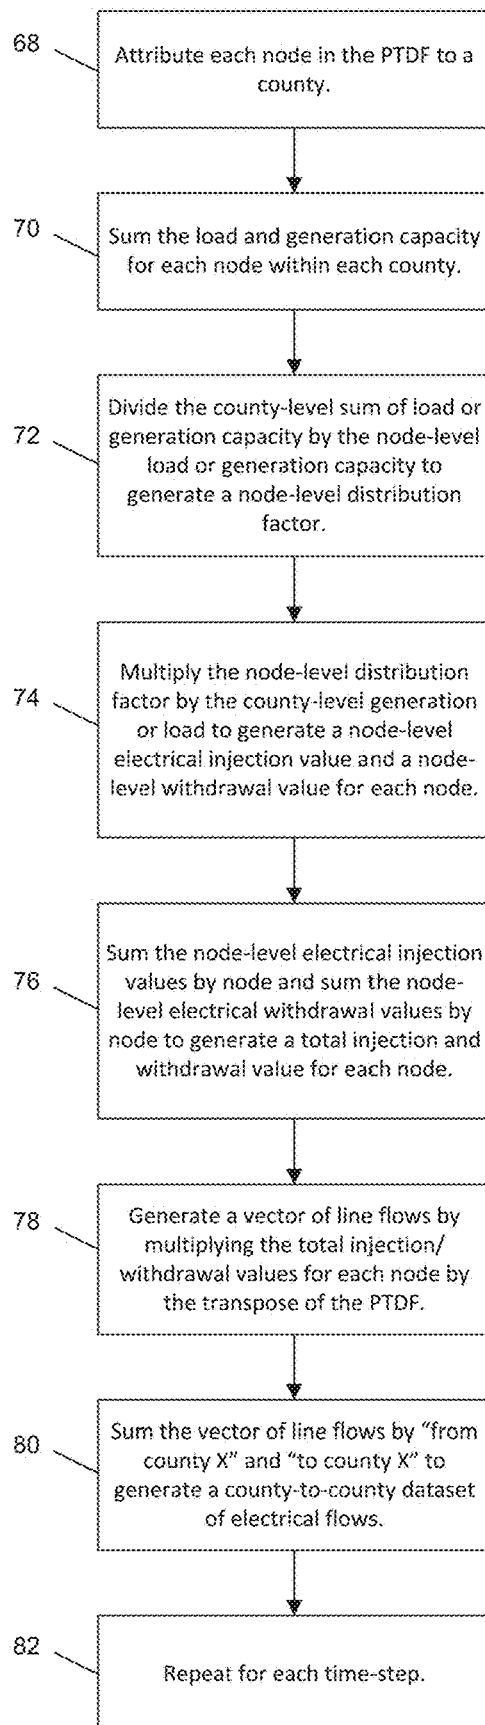 68
Attribute each node in the PTDF to a
county.
70
Sum the load and generation capacity
for each node within each county.
72
Divide the county-level sum of load or
generation capacity by the node-level
load or generation capacity to
generate a node-level distribution
factor.
74
Multiply the node-level distribution
factor by the county-level generation
or load to generate a node-level
electrical injection value and a node-
level withdrawal value for each node.
76
Sum the node-level electrical injection
values by node and sum the node-
level electrical withdrawal values by
node to generate a total injection and
withdrawal value for each node.
78
Generate a vector of line flows by
multiplying the total injection/
withdrawal values for each node by
the transpose of the PTDF.
80
Sum the vector of line flows by “from
county X” and “to county X” to
generate a county-to-county dataset
of electrical flows.
82
Repeat for each time-step.